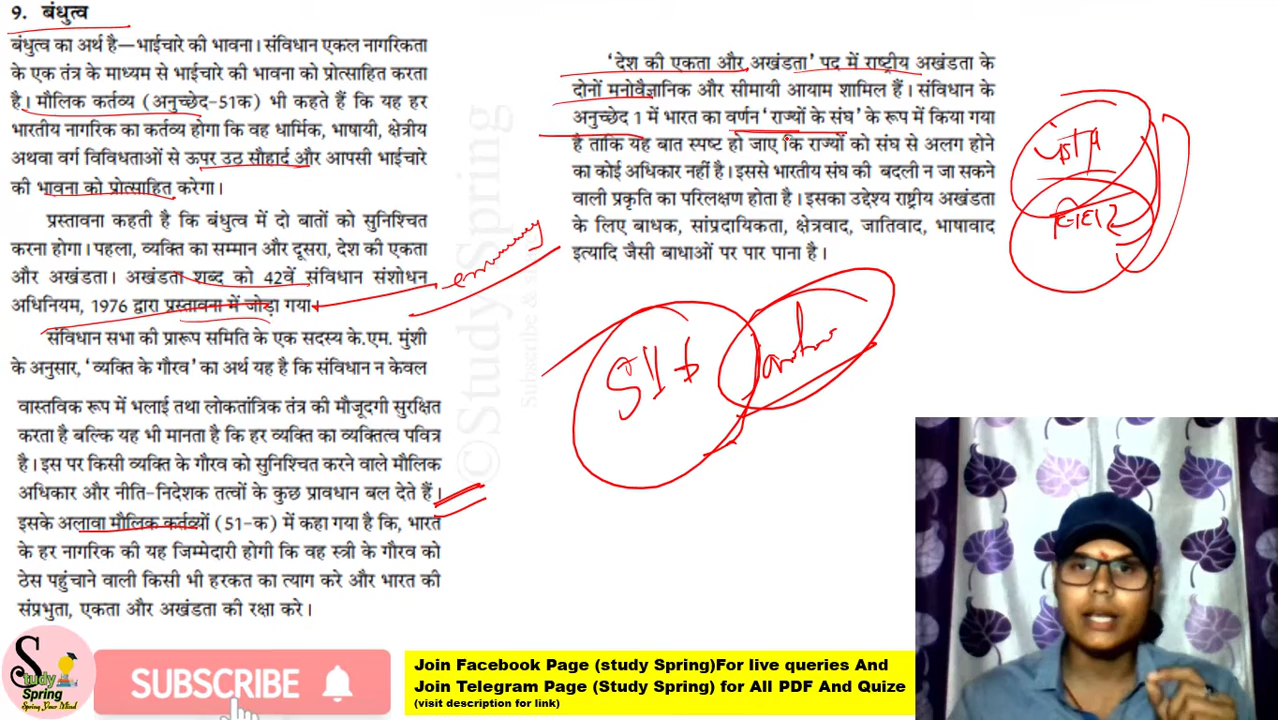 9. बंधुत्व
बंधुत्व का अर्थ है—भाईचारे की भावना। संविधान एकल नागरिकता
के एक तंत्र के माध्यम से भाईचारे की भावना को प्रोत्साहित करता
है। मौलिक कर्तव्य (अनुच्छेद-51क) भी कहते हैं कि यह हर
भारतीय नागरिक का कर्तव्य होगा कि वह धार्मिक, भाषायी, क्षेत्रीय
अथवा वर्ग विविधताओं से ऊपर उठ सौहार्द और आपसी भाईचारे
की भावना को प्रोत्साहित करेगा।
प्रस्तावना कहती है कि बंधुत्व में दो बातों को सुनिश्चित
करना होगा। पहला, व्यक्ति का सम्मान और दूसरा, देश की एकता
और अखंडता। अखंडता शब्द को 42वें संविधान संशोधन
अधिनियम, 1976 द्वारा प्रस्तावना में जोड़ा गया।
संविधान सभा की प्रारूप समिति के एक सदस्य के.एम. मुंशी
के अनुसार, ‘व्यक्ति के गौरव’ का अर्थ यह है कि संविधान न केवल
वास्तविक रूप में भलाई तथा लोकतांत्रिक तंत्र की मौजूदगी सुरक्षित
करता है बल्कि यह भी मानता है कि हर व्यक्ति का व्यक्तित्व पवित्र
है। इस पर किसी व्यक्ति के गौरव को सुनिश्चित करने वाले मौलिक
अधिकार और नीति-निदेशक तत्वों के कुछ प्रावधान बल देते हैं।
इसके अलावा मौलिक कर्तव्यों (51-क) में कहा गया है कि, भारत
के हर नागरिक की यह जिम्मेदारी होगी कि वह स्त्री के गौरव को
ठेस पहुंचाने वाली किसी भी हरकत का त्याग करे और भारत की
संप्रभुता, एकता और अखंडता की रक्षा करे।
‘देश की एकता और अखंडता’ पद में राष्ट्रीय अखंडता के
दोनों मनोवैज्ञानिक और सीमायी आयाम शामिल हैं। संविधान के
अनुच्छेद 1 में भारत का वर्णन ‘राज्यों के संघ’ के रूप में किया गया
है ताकि यह बात स्पष्ट हो जाए कि राज्यों को संघ से अलग होने
का कोई अधिकार नहीं है। इससे भारतीय संघ की बदली न जा सकने
वाली प्रकृति का परिलक्षण होता है। इसका उद्देश्य राष्ट्रीय अखंडता
के लिए बाधक, सांप्रदायिकता, क्षेत्रवाद, जातिवाद, भाषावाद
इत्यादि जैसी बाधाओं पर पार पाना है।
©StudySpring
Study
Spring
Spring Your Mind
SUBSCRIBE
Join Facebook Page (study Spring)For live queries And
Join Telegram Page (Study Spring) for All PDF And Quize
(visit description for link)